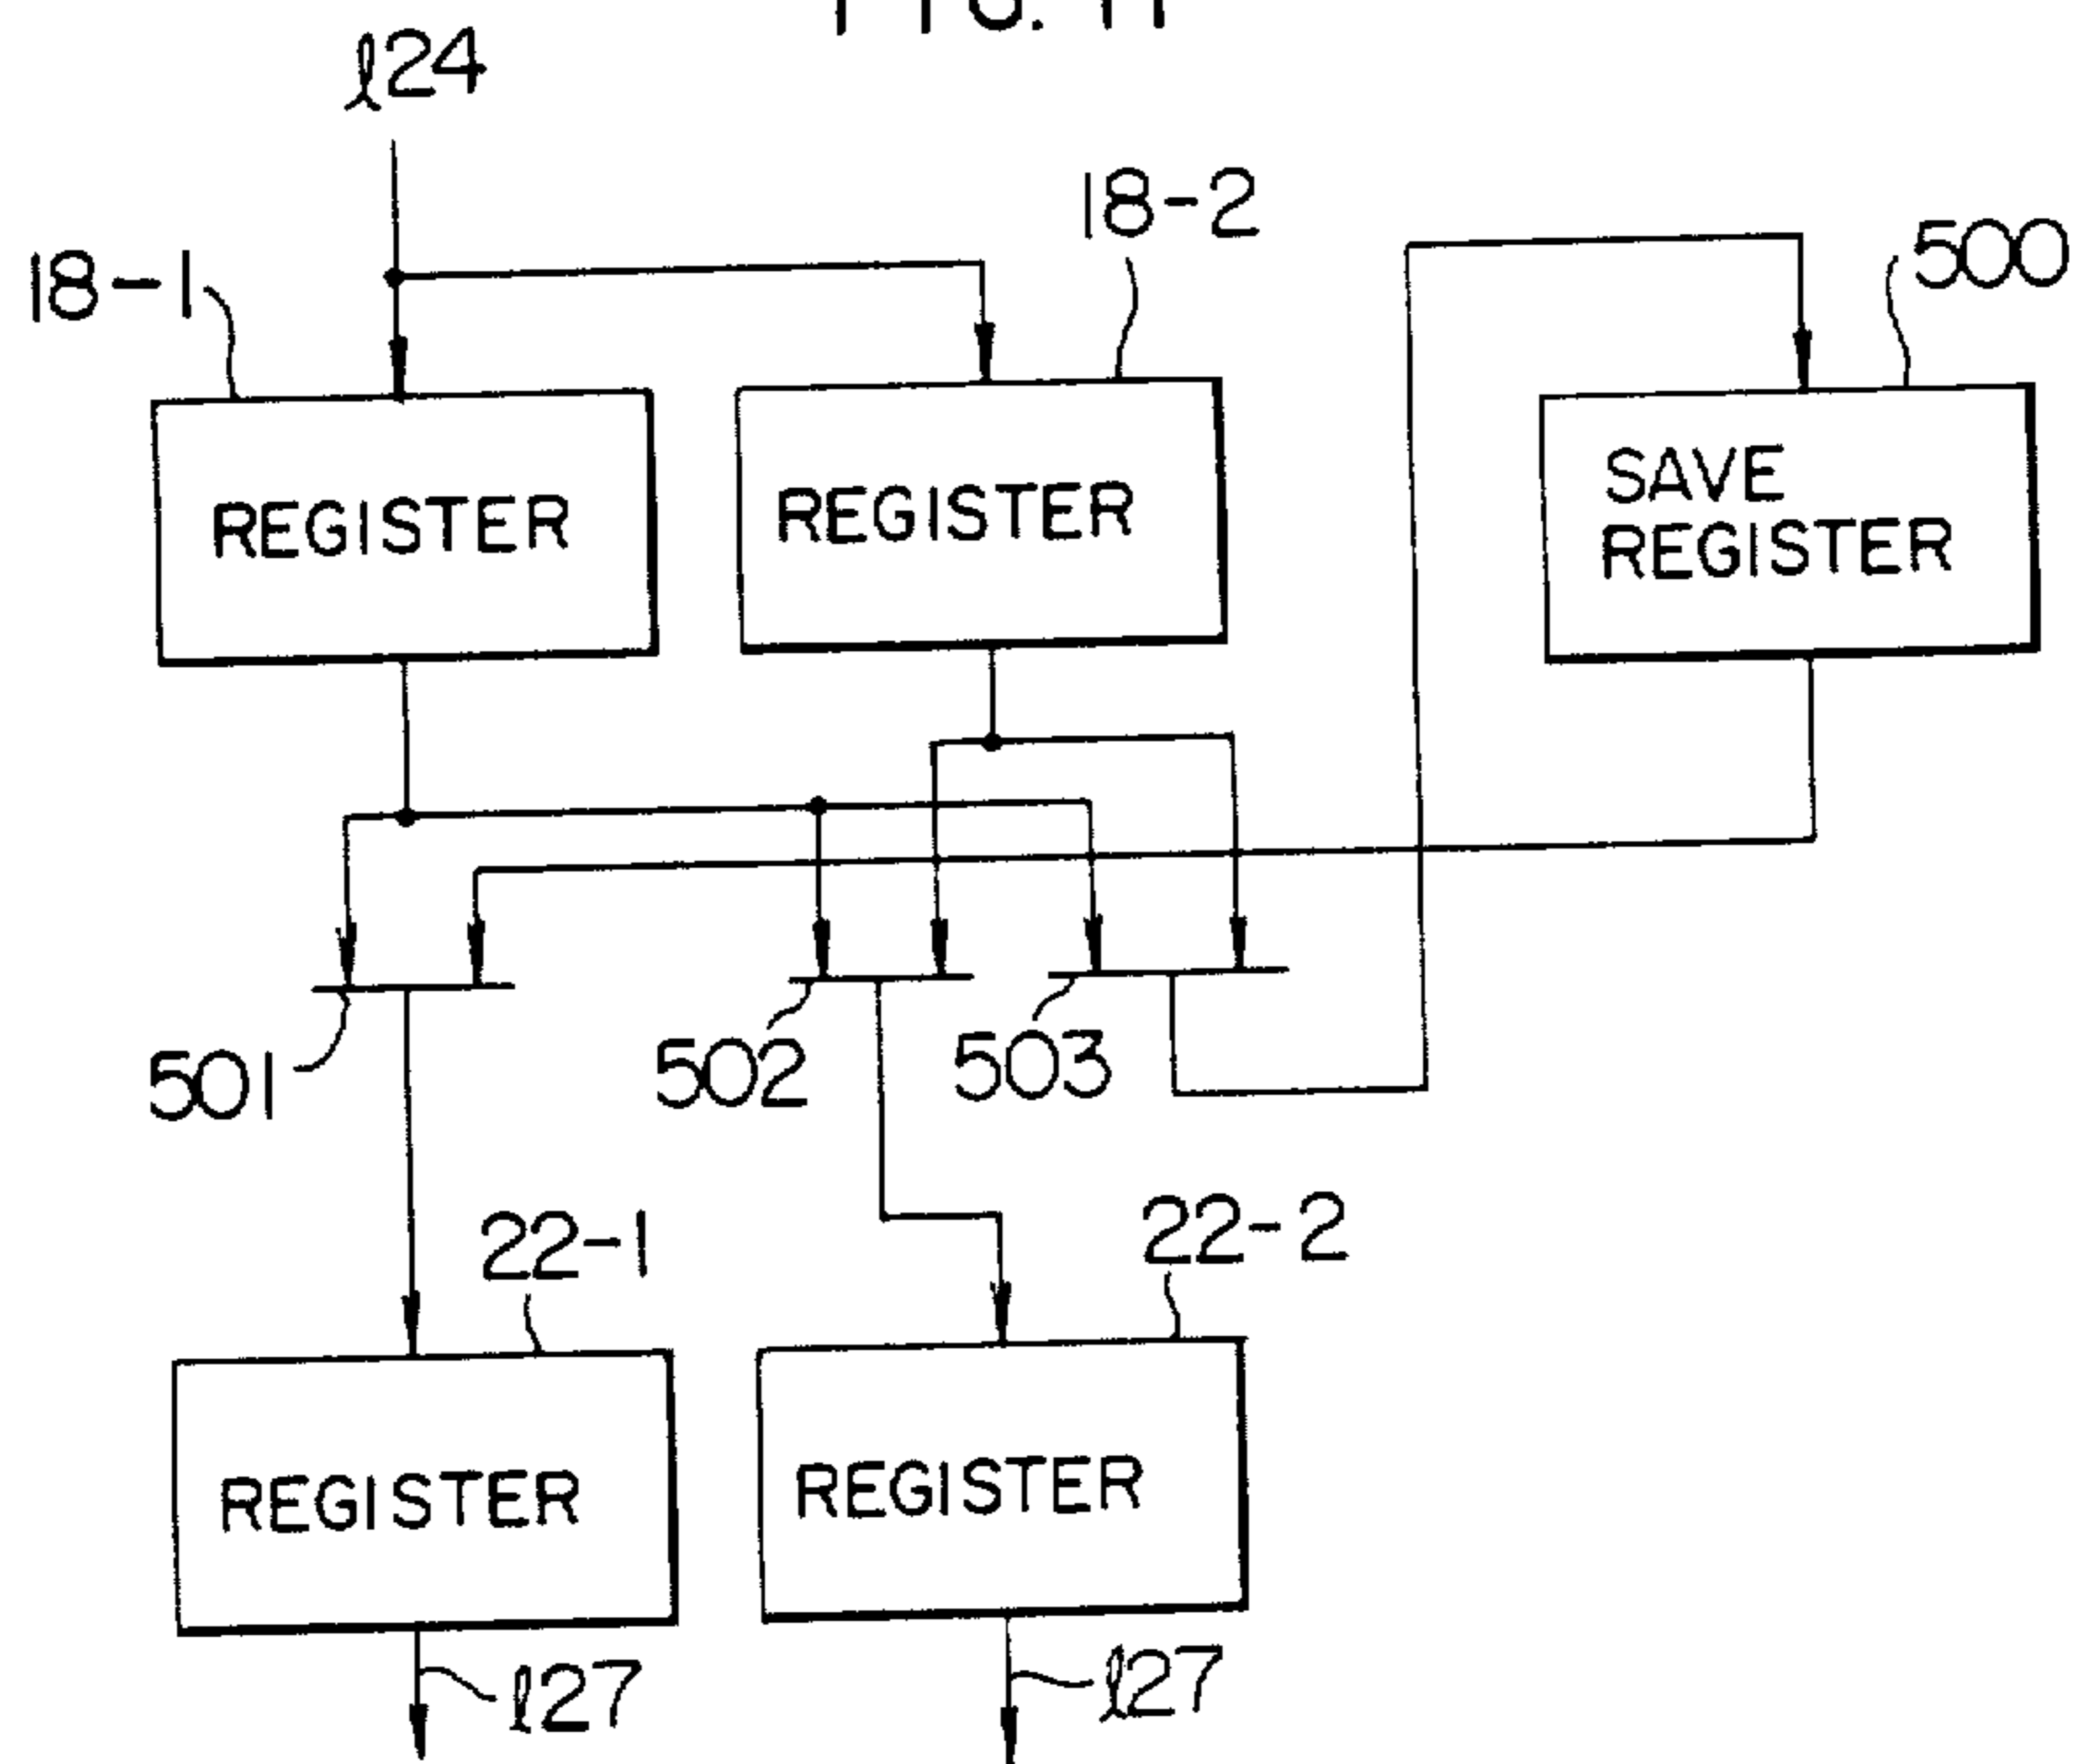 ℓ24
18-1
18-2
500
REGISTER
REGISTER
SAVE
REGISTER
501
502
503
22-1
22-2
REGISTER
REGISTER
ℓ27
ℓ27